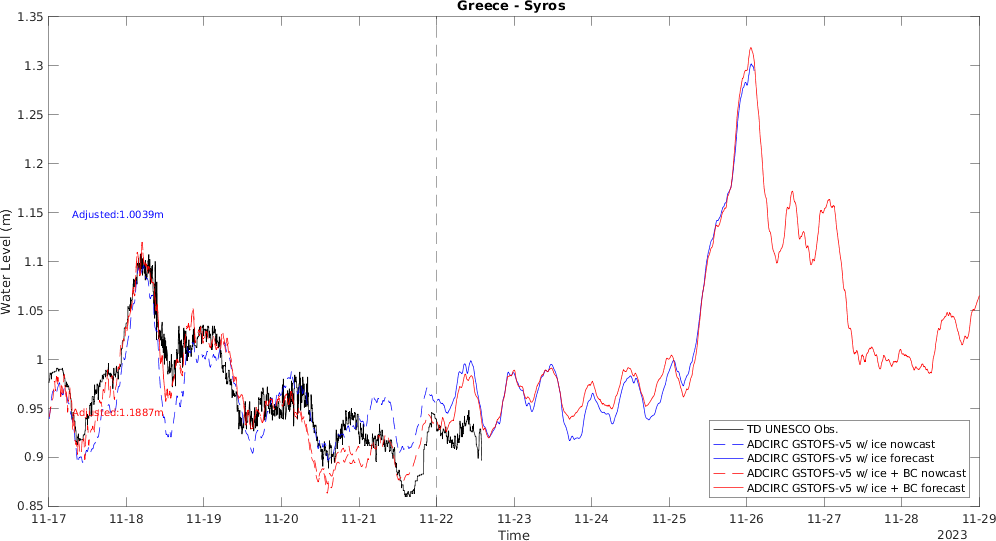 Greece - Syros
1.35
1.3
1.25
1.2
1.15
1.1
1.05
1
0.95
0.9
0.85
Water Level (m)
Adjusted:1.0039m
Adjusted:1.1887m
TD UNESCO Obs.
ADCIRC GSTOFS-v5 w/ ice nowcast
ADCIRC GSTOFS-v5 w/ ice forecast
ADCIRC GSTOFS-v5 w/ ice + BC nowcast
ADCIRC GSTOFS-v5 w/ ice + BC forecast
11-17 11-18 11-19 11-20 11-21 11-22 11-23 11-24 11-25 11-26 11-27 11-28 11-29
Time
2023